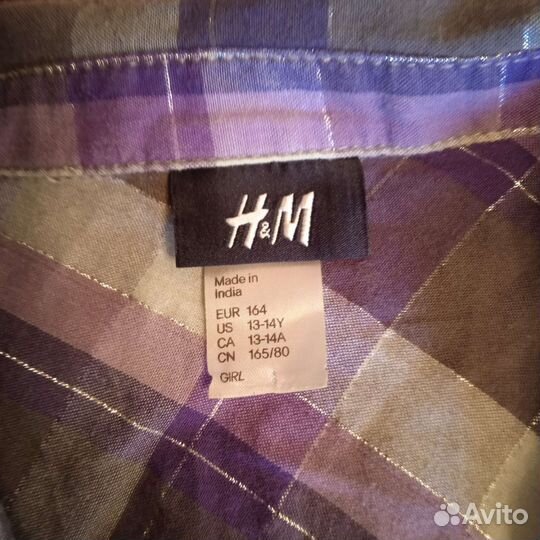 H&M
Made in
India
EUR 164
US 13-14Y
CA 13-14A
CN 165/80
GIRL
Avito